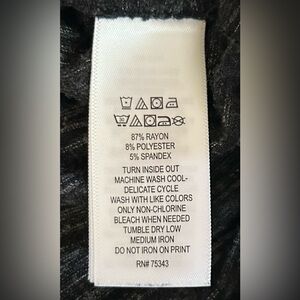 87% RAYON
8% POLYESTER
5% SPANDEX
TURN INSIDE OUT
MACHINE WASH COOL-
DELICATE CYCLE
WASH WITH LIKE COLORS
ONLY NON-CHLORINE
BLEACH WHEN NEEDED
TUMBLE DRY LOW
MEDIUM IRON
DO NOT IRON ON PRINT
RN# 75343